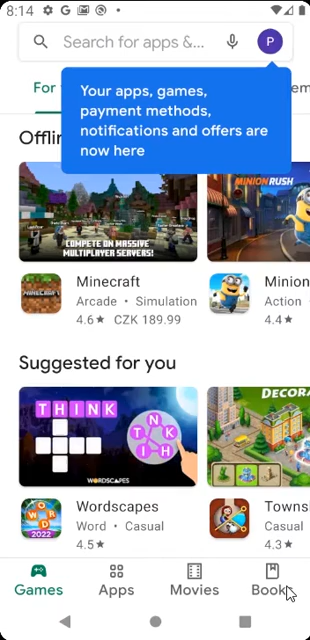 8:14
Search for apps &...
P
For
Your apps, games,
payment methods,
notifications and offers are
now here
COMPETE ON MASSIVE
MULTIPLAYER SERVERS!
MINION RUSH
Minecraft
Arcade • Simulation
4.6★ CZK 189.99
Minion
Action
4.4★
Suggested for you
THINK
WORDSCAPES
DECORA
Wordscapes
Word • Casual
4.5★
2022
Towns
Casual
4.3★
Games
Apps
Movies
Book